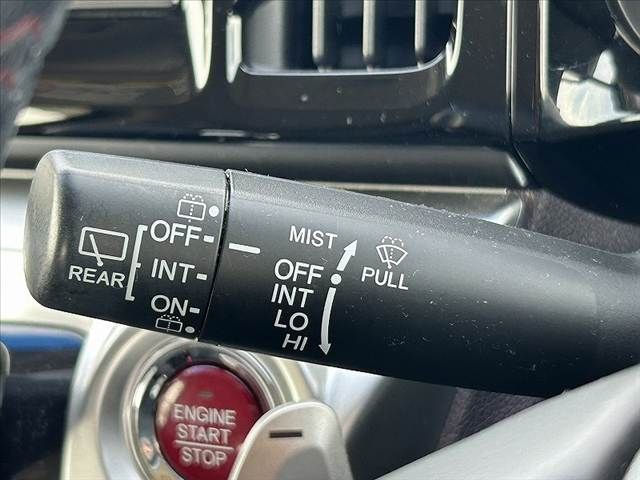 REAR
OFF
INT
ON
MIST
OFF
INT
LO
HI
PULL
ENGINE
START
STOP